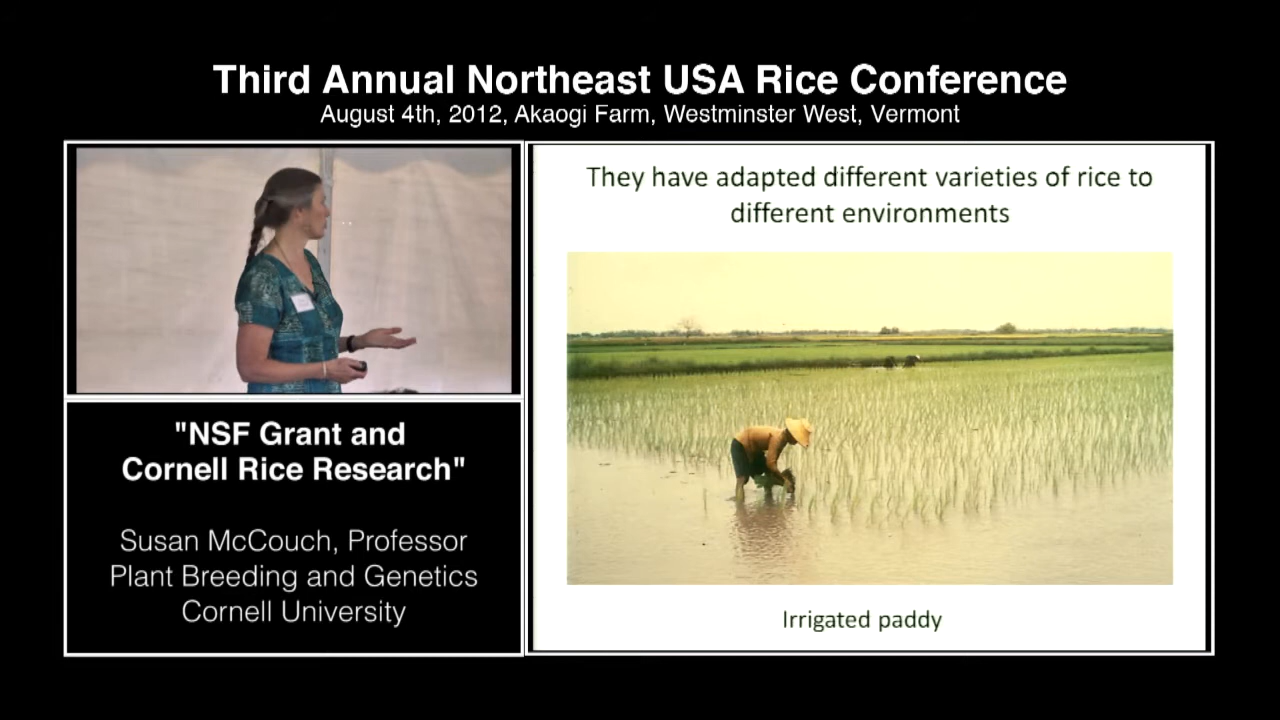 Third Annual Northeast USA Rice Conference
August 4th, 2012, Akaogi Farm, Westminster West, Vermont
"NSF Grant and
Cornell Rice Research"
Susan McCouch, Professor
Plant Breeding and Genetics
Cornell University
They have adapted different varieties of rice to
different environments
Irrigated paddy